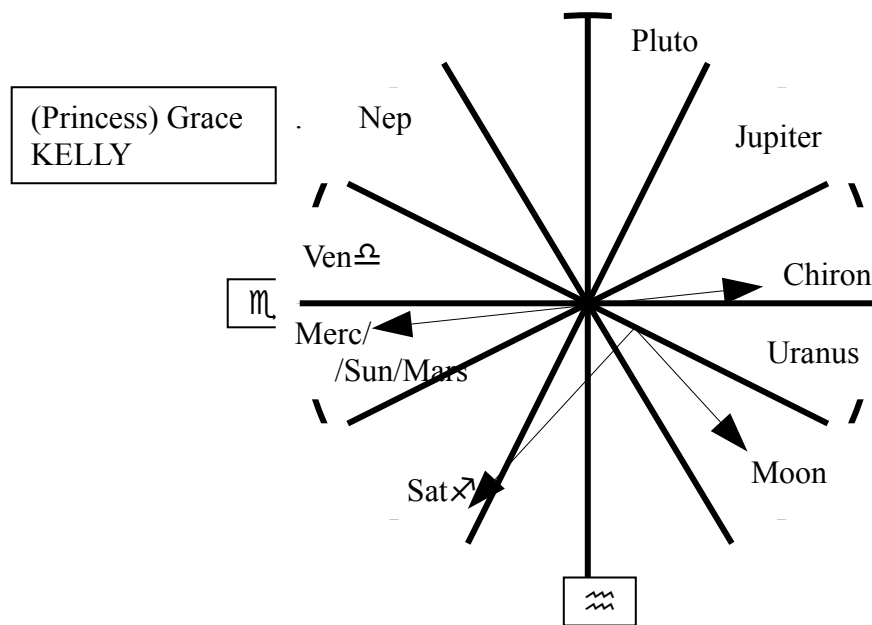 Pluto
(Princess) Grace
KELLY
.
Nep
Jupiter
Ven♎
Chiron
♏
Merc/
/Sun/Mars
Uranus
Sat♐
Moon
♒